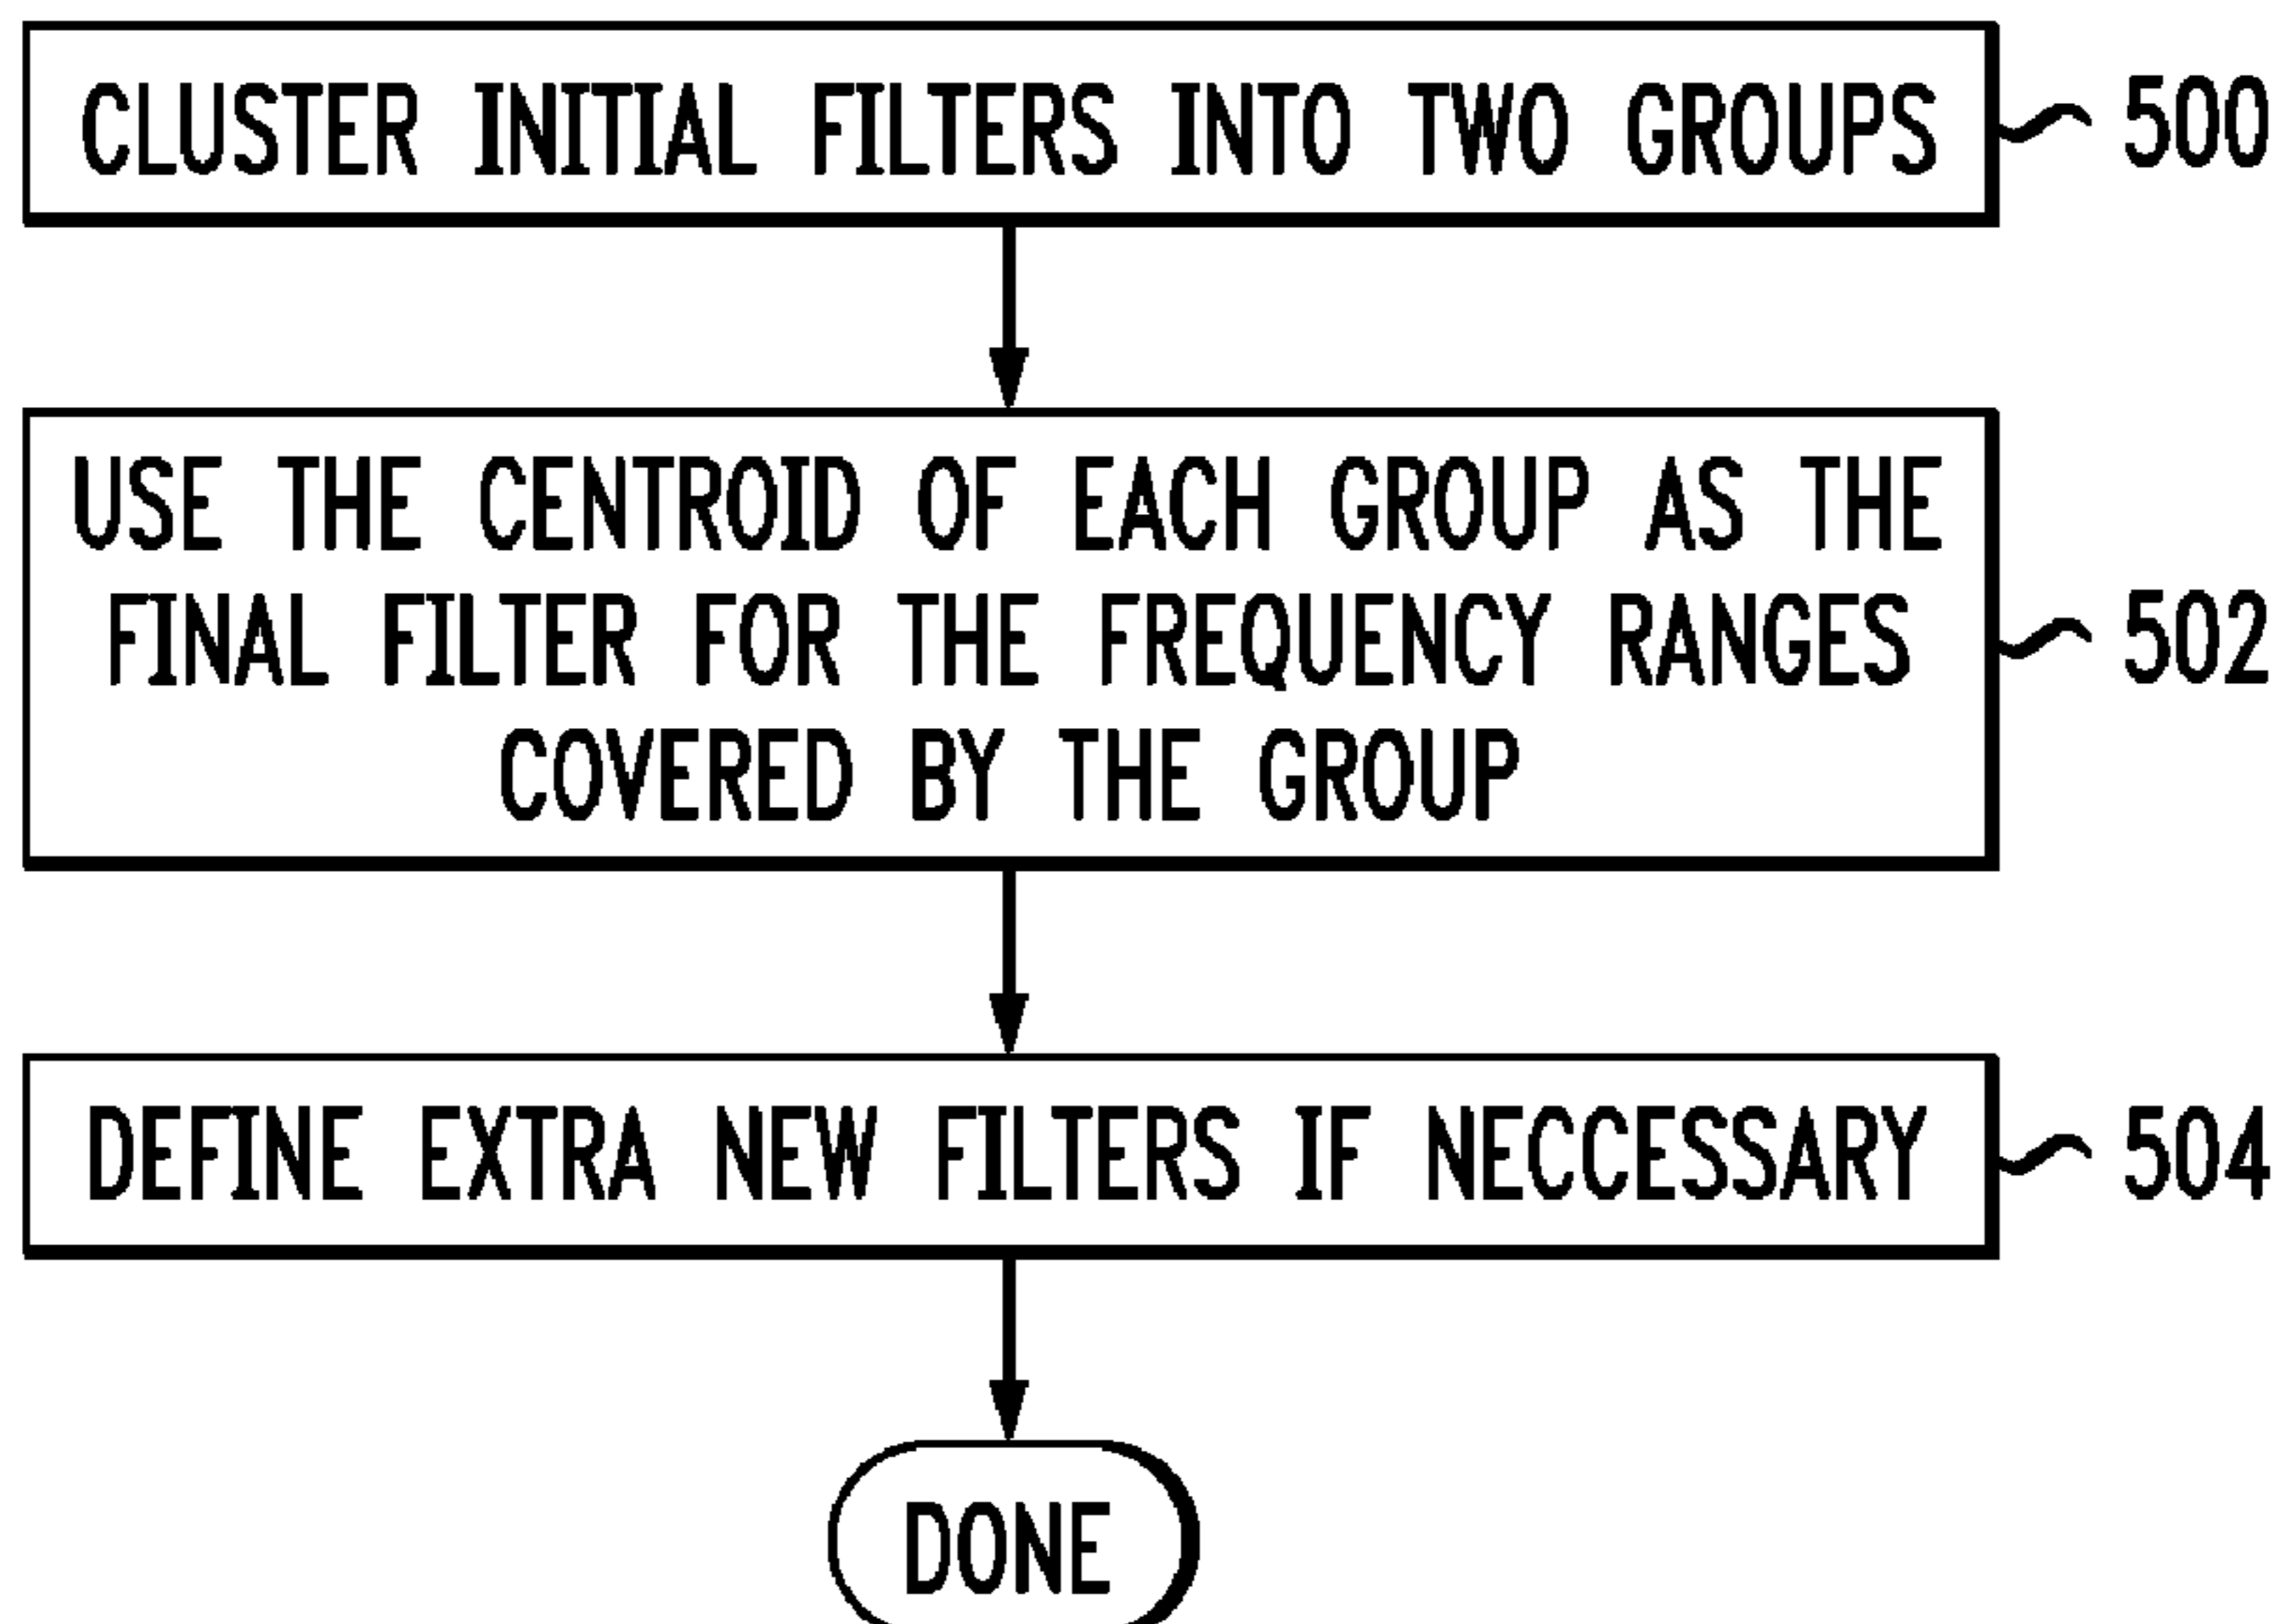 CLUSTER INITIAL FILTERS INTO TWO GROUPS
500
USE THE CENTROID OF EACH GROUP AS THE
FINAL FILTER FOR THE FREQUENCY RANGES
COVERED BY THE GROUP
502
DEFINE EXTRA NEW FILTERS IF NECCESSARY
504
DONE